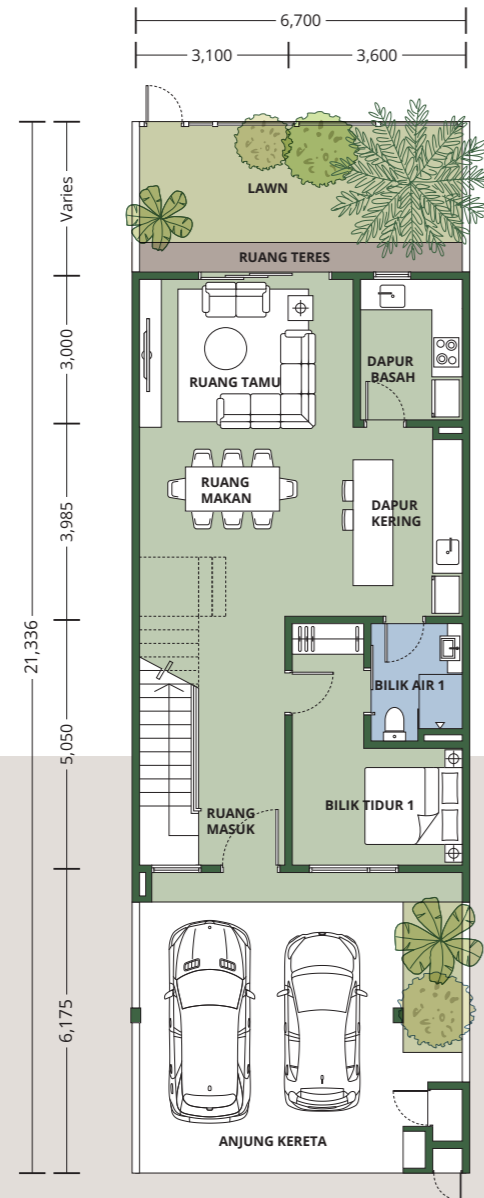 6,700
3,100
3,600
Varies
3,000
3,985
21,336
5,050
6,175
LAWN
RUANG TERES
RUANG TAMU
DAPUR
BASAH
RUANG
MAKAN
DAPUR
KERING
BILIK AIR 1
BILIK TIDUR 1
RUANG
MASUK
ANJUNG KERETA